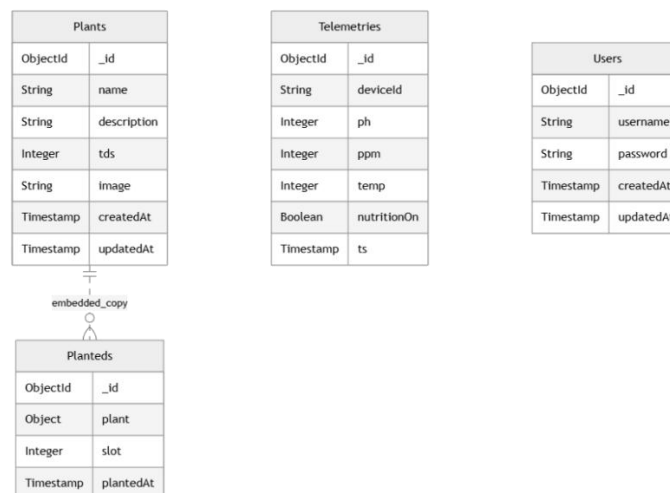 Plants
ObjectId _id
String name
String description
Integer tds
String image
Timestamp createdAt
Timestamp updatedAt
embedded_copy
Planteds
ObjectId _id
Object plant
Integer slot
Timestamp plantedAt
Telemetries
ObjectId _id
String deviceId
Integer ph
Integer ppm
Integer temp
Boolean nutritionOn
Timestamp ts
Users
ObjectId _id
String username
String password
Timestamp createdAt
Timestamp updatedAt